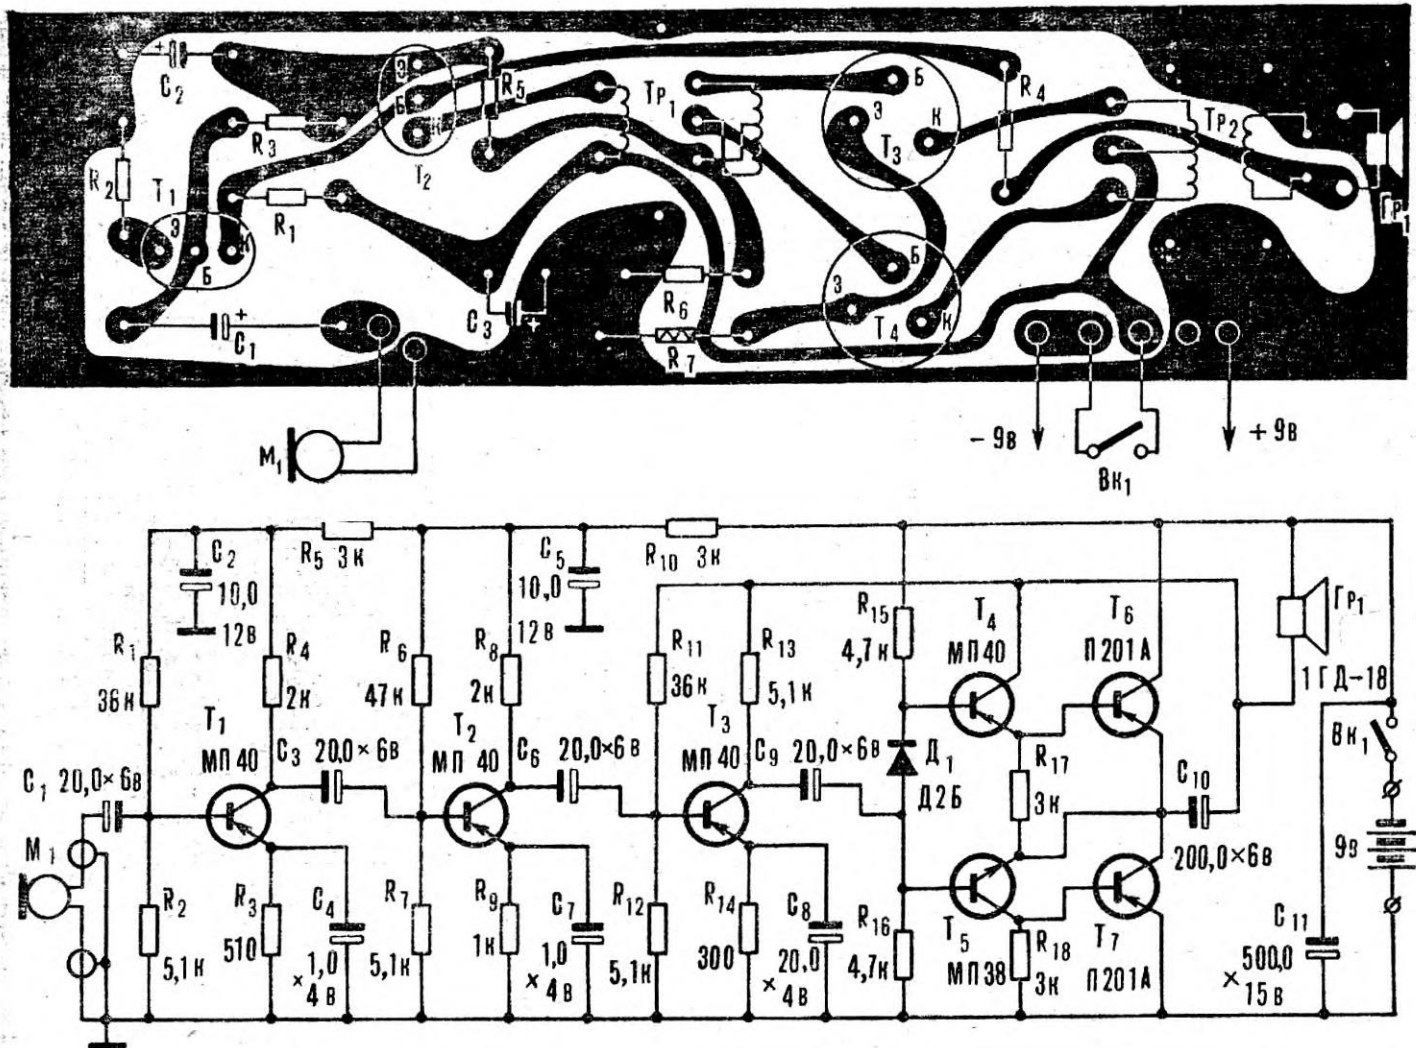 C2
Э
Б
К
T2
R5
Тр1
Б
Э
К
T3
R4
Тр2
Гр1
R3
R2
T1
Э
Б
К
R1
C1
+
C3
+
R6
R7
Э
Б
К
T4
М1
- 9в
Вк1
+ 9в
C2
10,0
12в
R5 3к
C5
10,0
12в
R10 3к
R1
36к
R4
2к
R6
47к
R8
2к
R11
36к
R13
5,1к
R15
4,7к
T4
МП40
T6
П201А
Гр1
1ГД-18
T1
МП40
C3 20,0×6в
T2
МП 40
C6 20,0×6в
T3
МП 40
C9 20,0×6в
Д1
Д2Б
R17
3к
C10
200,0×6в
Вк1
9в
C1 20,0×6в
М1
R2
5,1к
R3
510
C4
1,0
×
4в
R7
5,1к
R9
1к
C7
1,0
×
4в
R12
5,1к
R14
300
C8
20,0
×
4в
R16
4,7к
T5
МП38
R18
3к
T7
П201А
C11
500,0
×
15в